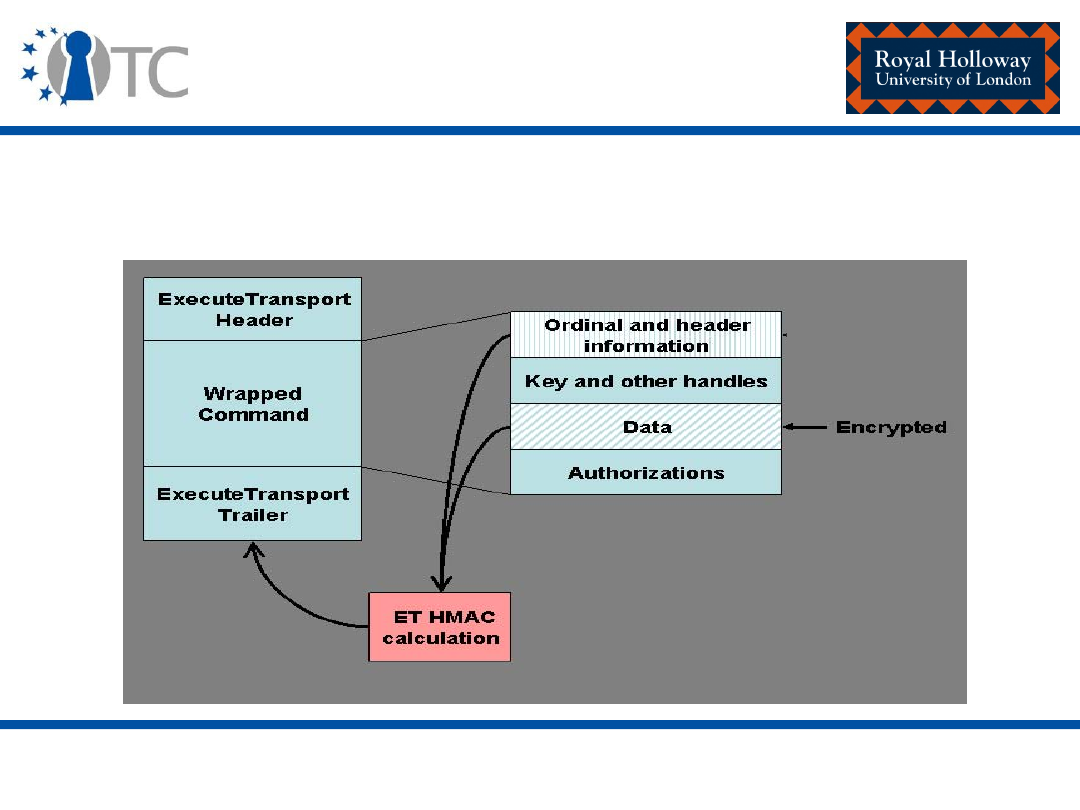 TC
Royal Holloway
University of London
ExecuteTransport
Header
Wrapped
Command
ExecuteTransport
Trailer
Ordinal and header
information
Key and other handles
Data
Authorizations
Encrypted
ET HMAC
calculation